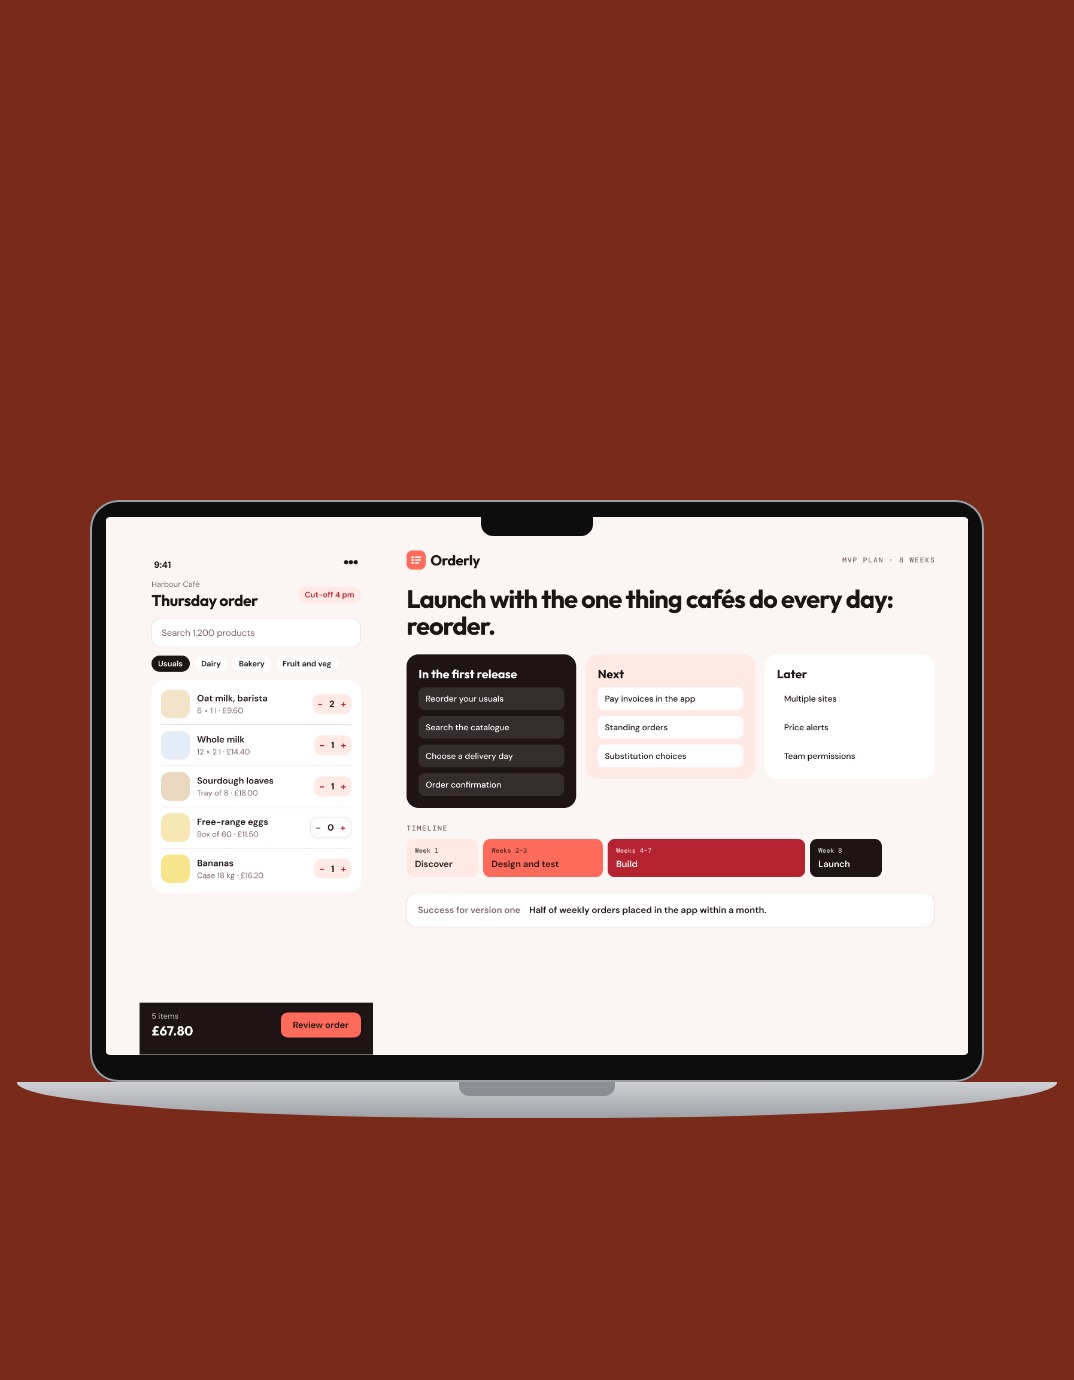 9:41
Harbour Café
Thursday order
Cut-off 4 pm
Search 1,200 products
Usuals
Dairy
Bakery
Fruit and veg
Oat milk, barista
6 × 1 l · £9.60
− 2 +
Whole milk
12 × 2 l · £14.40
− 1 +
Sourdough loaves
Tray of 8 · £18.00
− 1 +
Free-range eggs
Box of 60 · £11.50
− 0 +
Bananas
Case 18 kg · £16.20
− 1 +
5 items
£67.80
Review order
Orderly
MVP PLAN · 8 WEEKS
Launch with the one thing cafés do every day:
reorder.
In the first release
Reorder your usuals
Search the catalogue
Choose a delivery day
Order confirmation
Next
Pay invoices in the app
Standing orders
Substitution choices
Later
Multiple sites
Price alerts
Team permissions
TIMELINE
Week 1
Discover
Weeks 2–3
Design and test
Weeks 4–7
Build
Week 8
Launch
Success for version one Half of weekly orders placed in the app within a month.